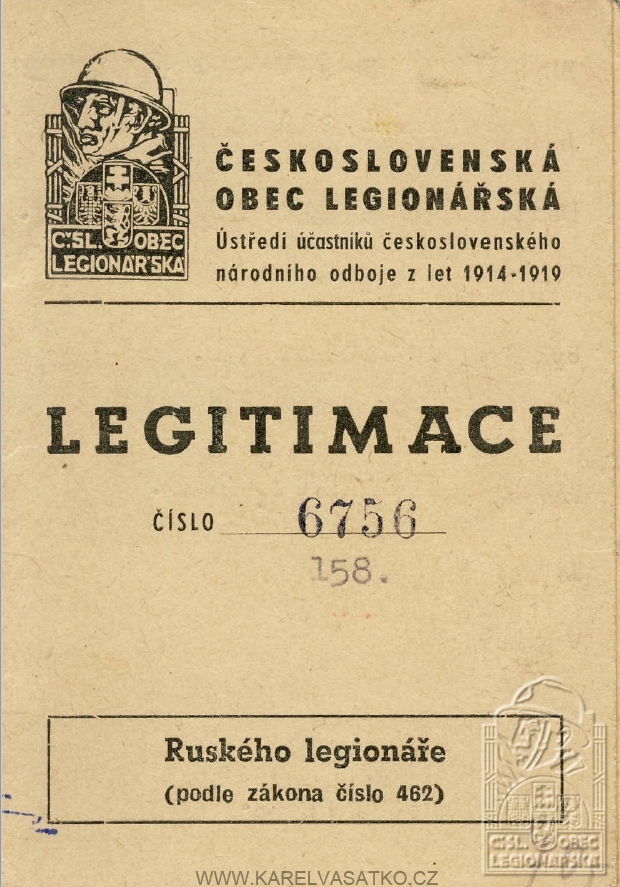 ČESKOSLOVENSKÁ
OBEC LEGIONÁŘSKÁ
Ústředí účastníků československého
národního odboje z let 1914-1919
Č:SL. OBEC
LEGIONÁŘSKÁ
LEGITIMACE
ČÍSLO 6756
158.
Ruského legionáře
(podle zákona číslo 462)
Č:SL. OBEC
LEGIONÁŘSKÁ
WWW.KARELVASATKO.CZ